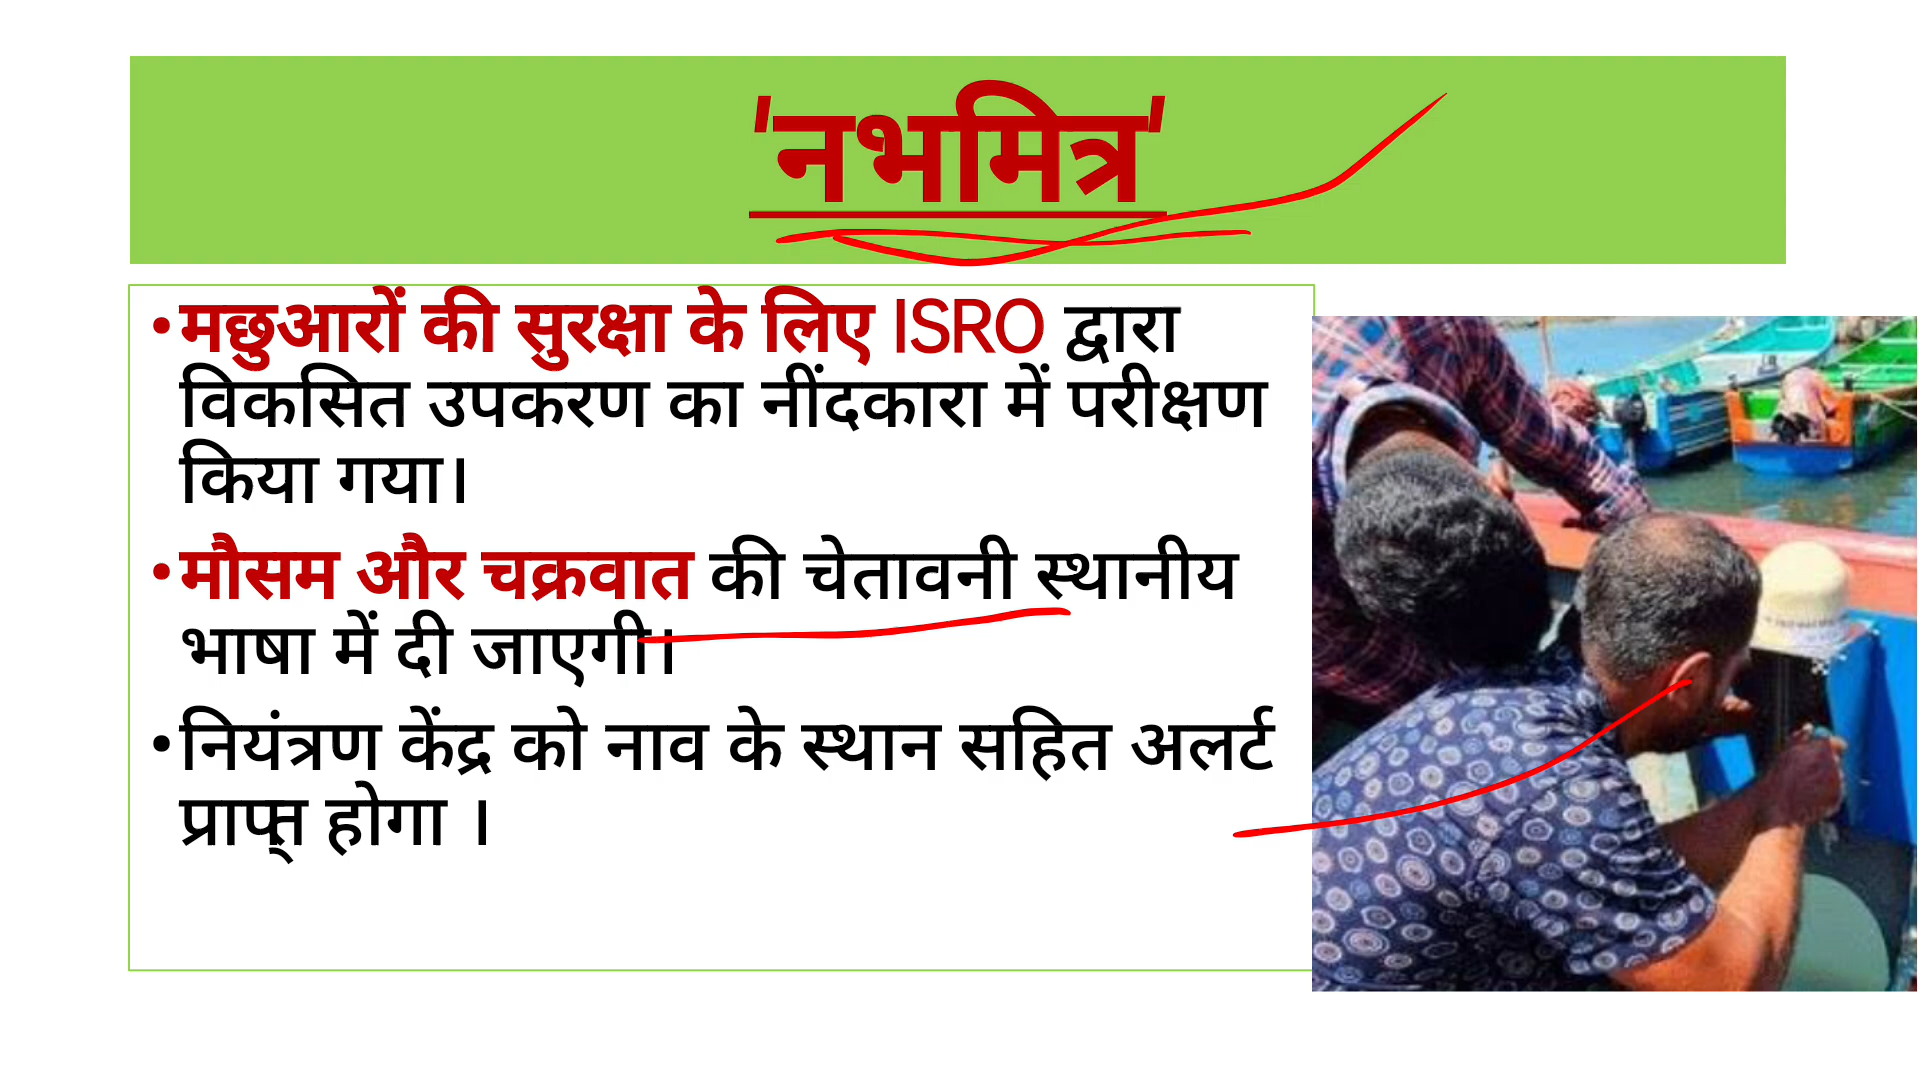 'नभमित्र'
•मछुआरों की सुरक्षा के लिए ISRO द्वारा
विकसित उपकरण का नींदकारा में परीक्षण
किया गया।
•मौसम और चक्रवात की चेतावनी स्थानीय
भाषा में दी जाएगी।
•नियंत्रण केंद्र को नाव के स्थान सहित अलर्ट
प्राप्त होगा ।